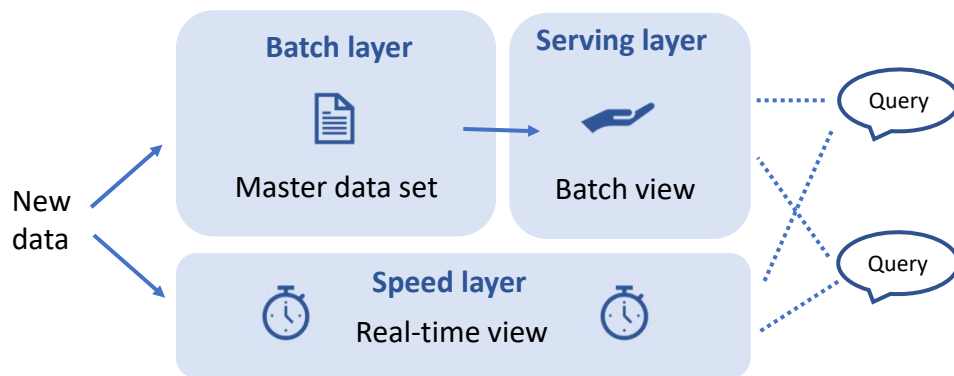 Batch layer
Serving layer
Query
Master data set
Batch view
New
data
Query
Speed layer
Real-time view